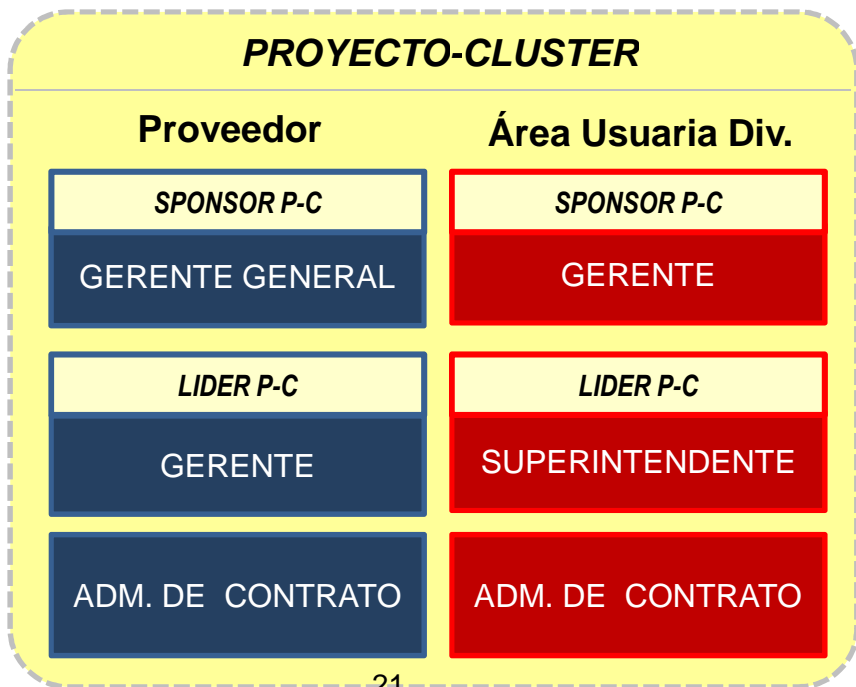 PROYECTO-CLUSTER
Proveedor
Área Usuaria Div.
SPONSOR P-C
GERENTE GENERAL
SPONSOR P-C
GERENTE
LIDER P-C
GERENTE
LIDER P-C
SUPERINTENDENTE
ADM. DE CONTRATO
ADM. DE CONTRATO
21